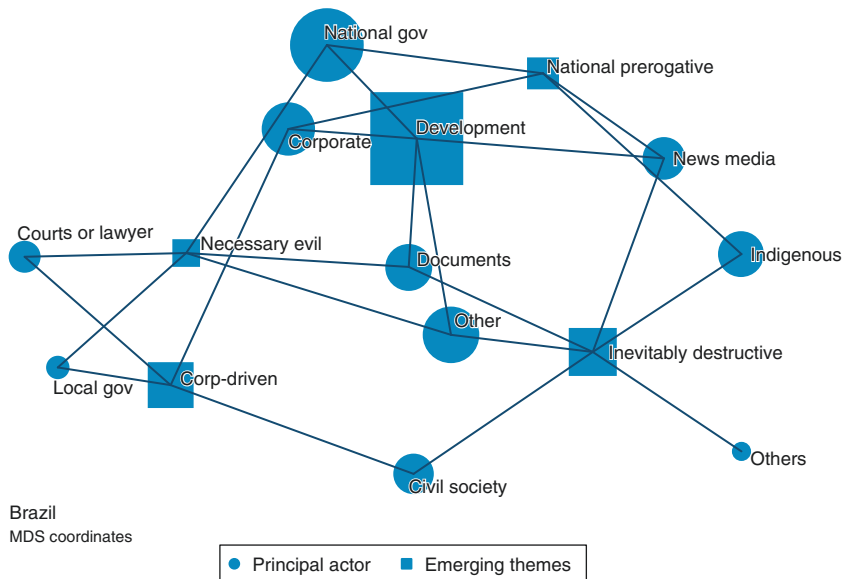 National gov
National prerogative
Development
Corporate
News media
Courts or lawyer
Necessary evil
Documents
Indigenous
Other
Inevitably destructive
Local gov
Corp-driven
Others
Civil society
Brazil
MDS coordinates
Principal actor
Emerging themes